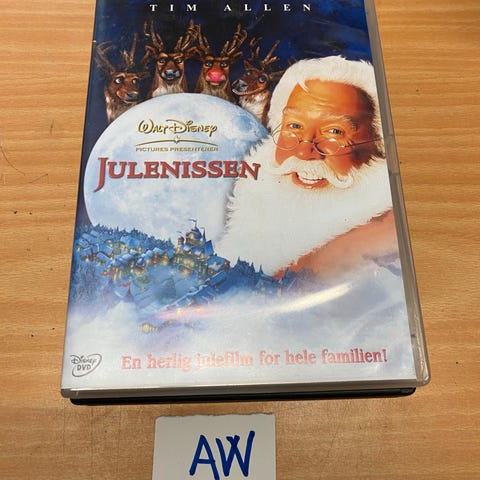 TIM ALLEN
WALT DISNEY
PICTURES PRESENTERER
JULENISSEN
Disney
DVD
En herlig julefilm for hele familien!
AW